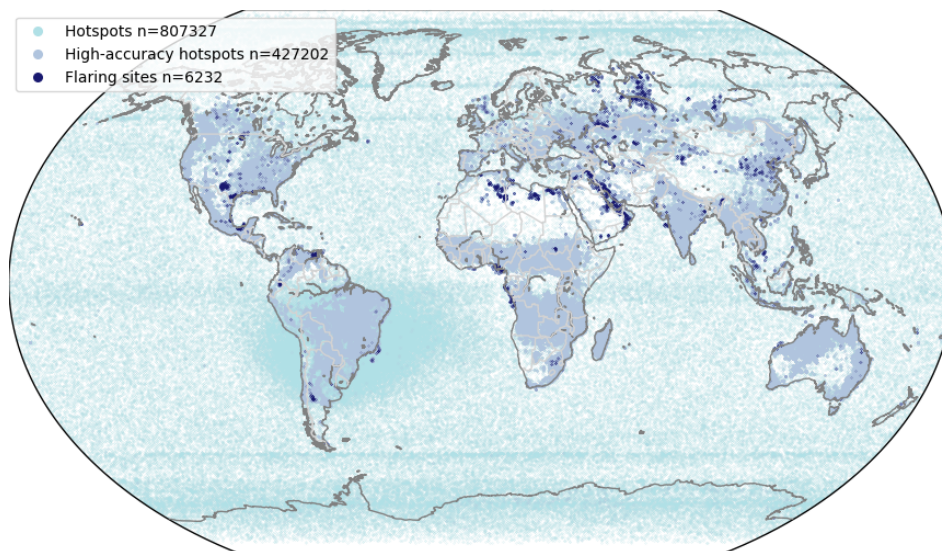 Hotspots n=807327
High-accuracy hotspots n=427202
Flaring sites n=6232